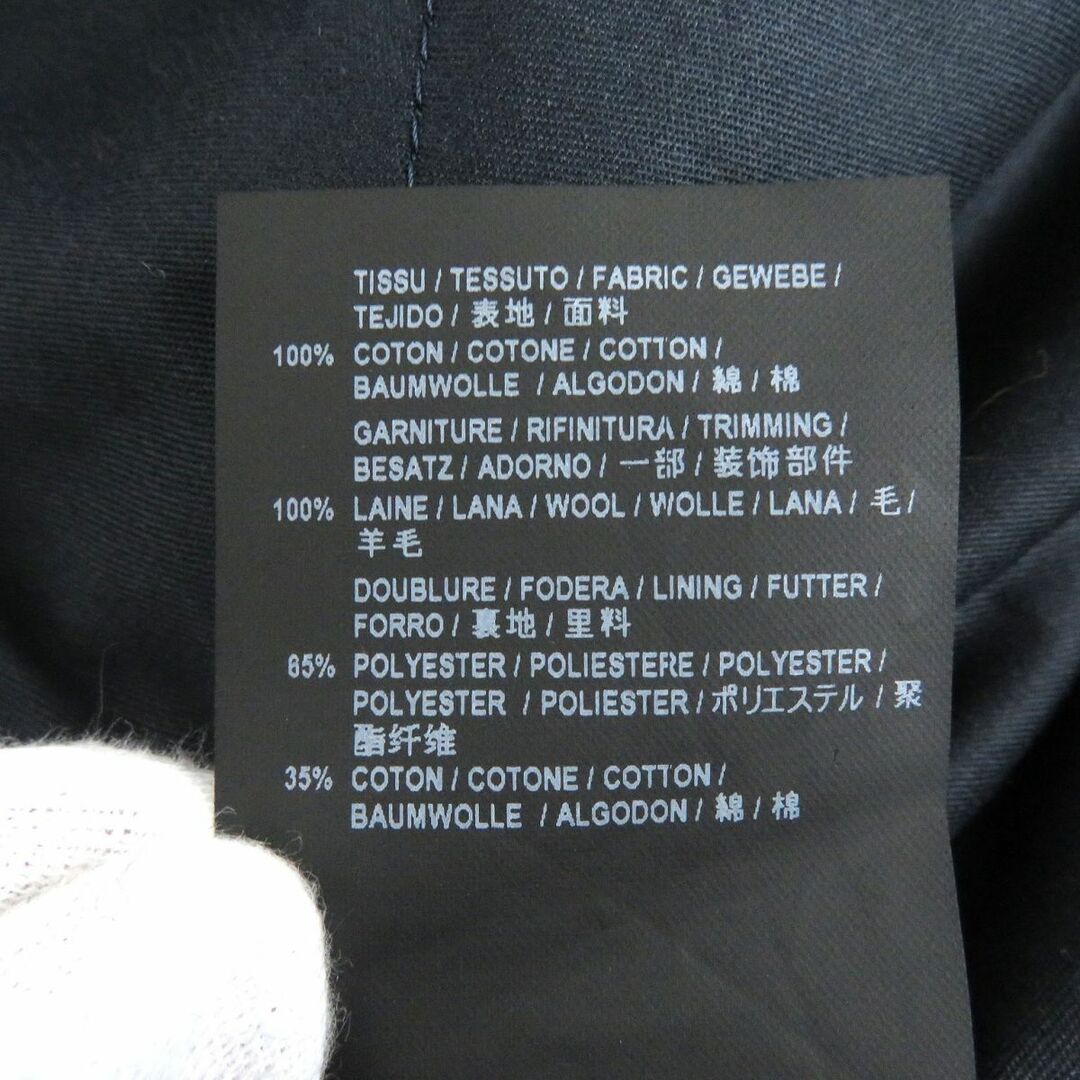 TISSU / TESSUTO / FABRIC / GEWEBE /
TEJIDO / 表地 / 面料
100% COTON / COTONE / COTTON /
BAUMWOLLE / ALGODON / 綿 / 棉
GARNITURE / RIFINITURA / TRIMMING /
BESATZ / ADORNO / 一部 / 装饰部件
100% LAINE / LANA / WOOL / WOLLE / LANA / 毛 /
羊毛
DOUBLURE / FODERA / LINING / FUTTER /
FORRO / 裏地 / 里料
65% POLYESTER / POLIESTERE / POLYESTER /
POLYESTER / POLIESTER / ポリエステル / 聚
酯纤维
35% COTON / COTONE / COTTON /
BAUMWOLLE / ALGODON / 綿 / 棉